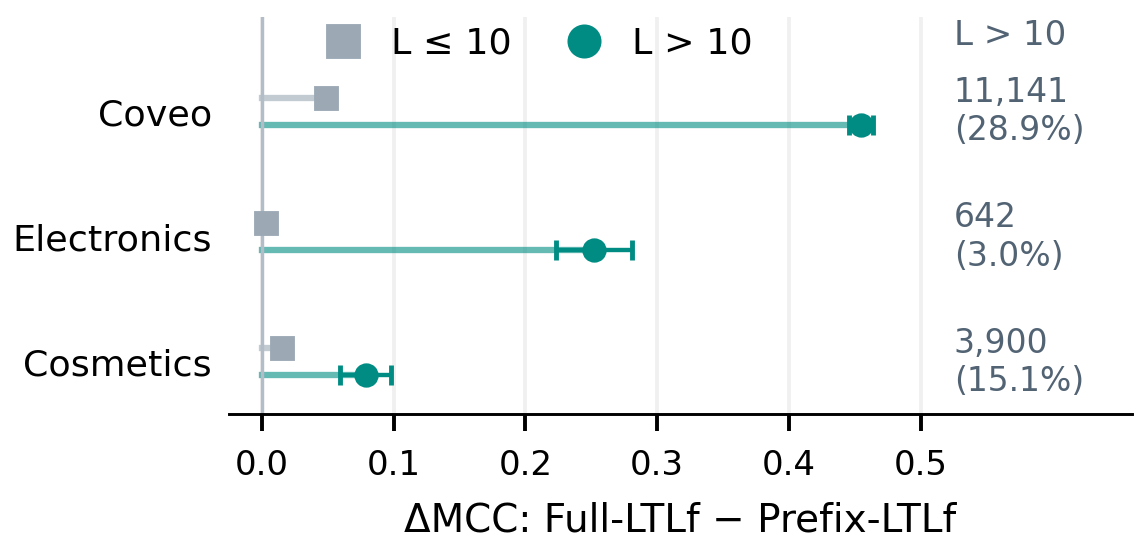 L ≤ 10
L > 10
L > 10
Coveo
11,141
(28.9%)
Electronics
642
(3.0%)
Cosmetics
3,900
(15.1%)
0.0 0.1 0.2 0.3 0.4 0.5
ΔMCC: Full-LTLf − Prefix-LTLf